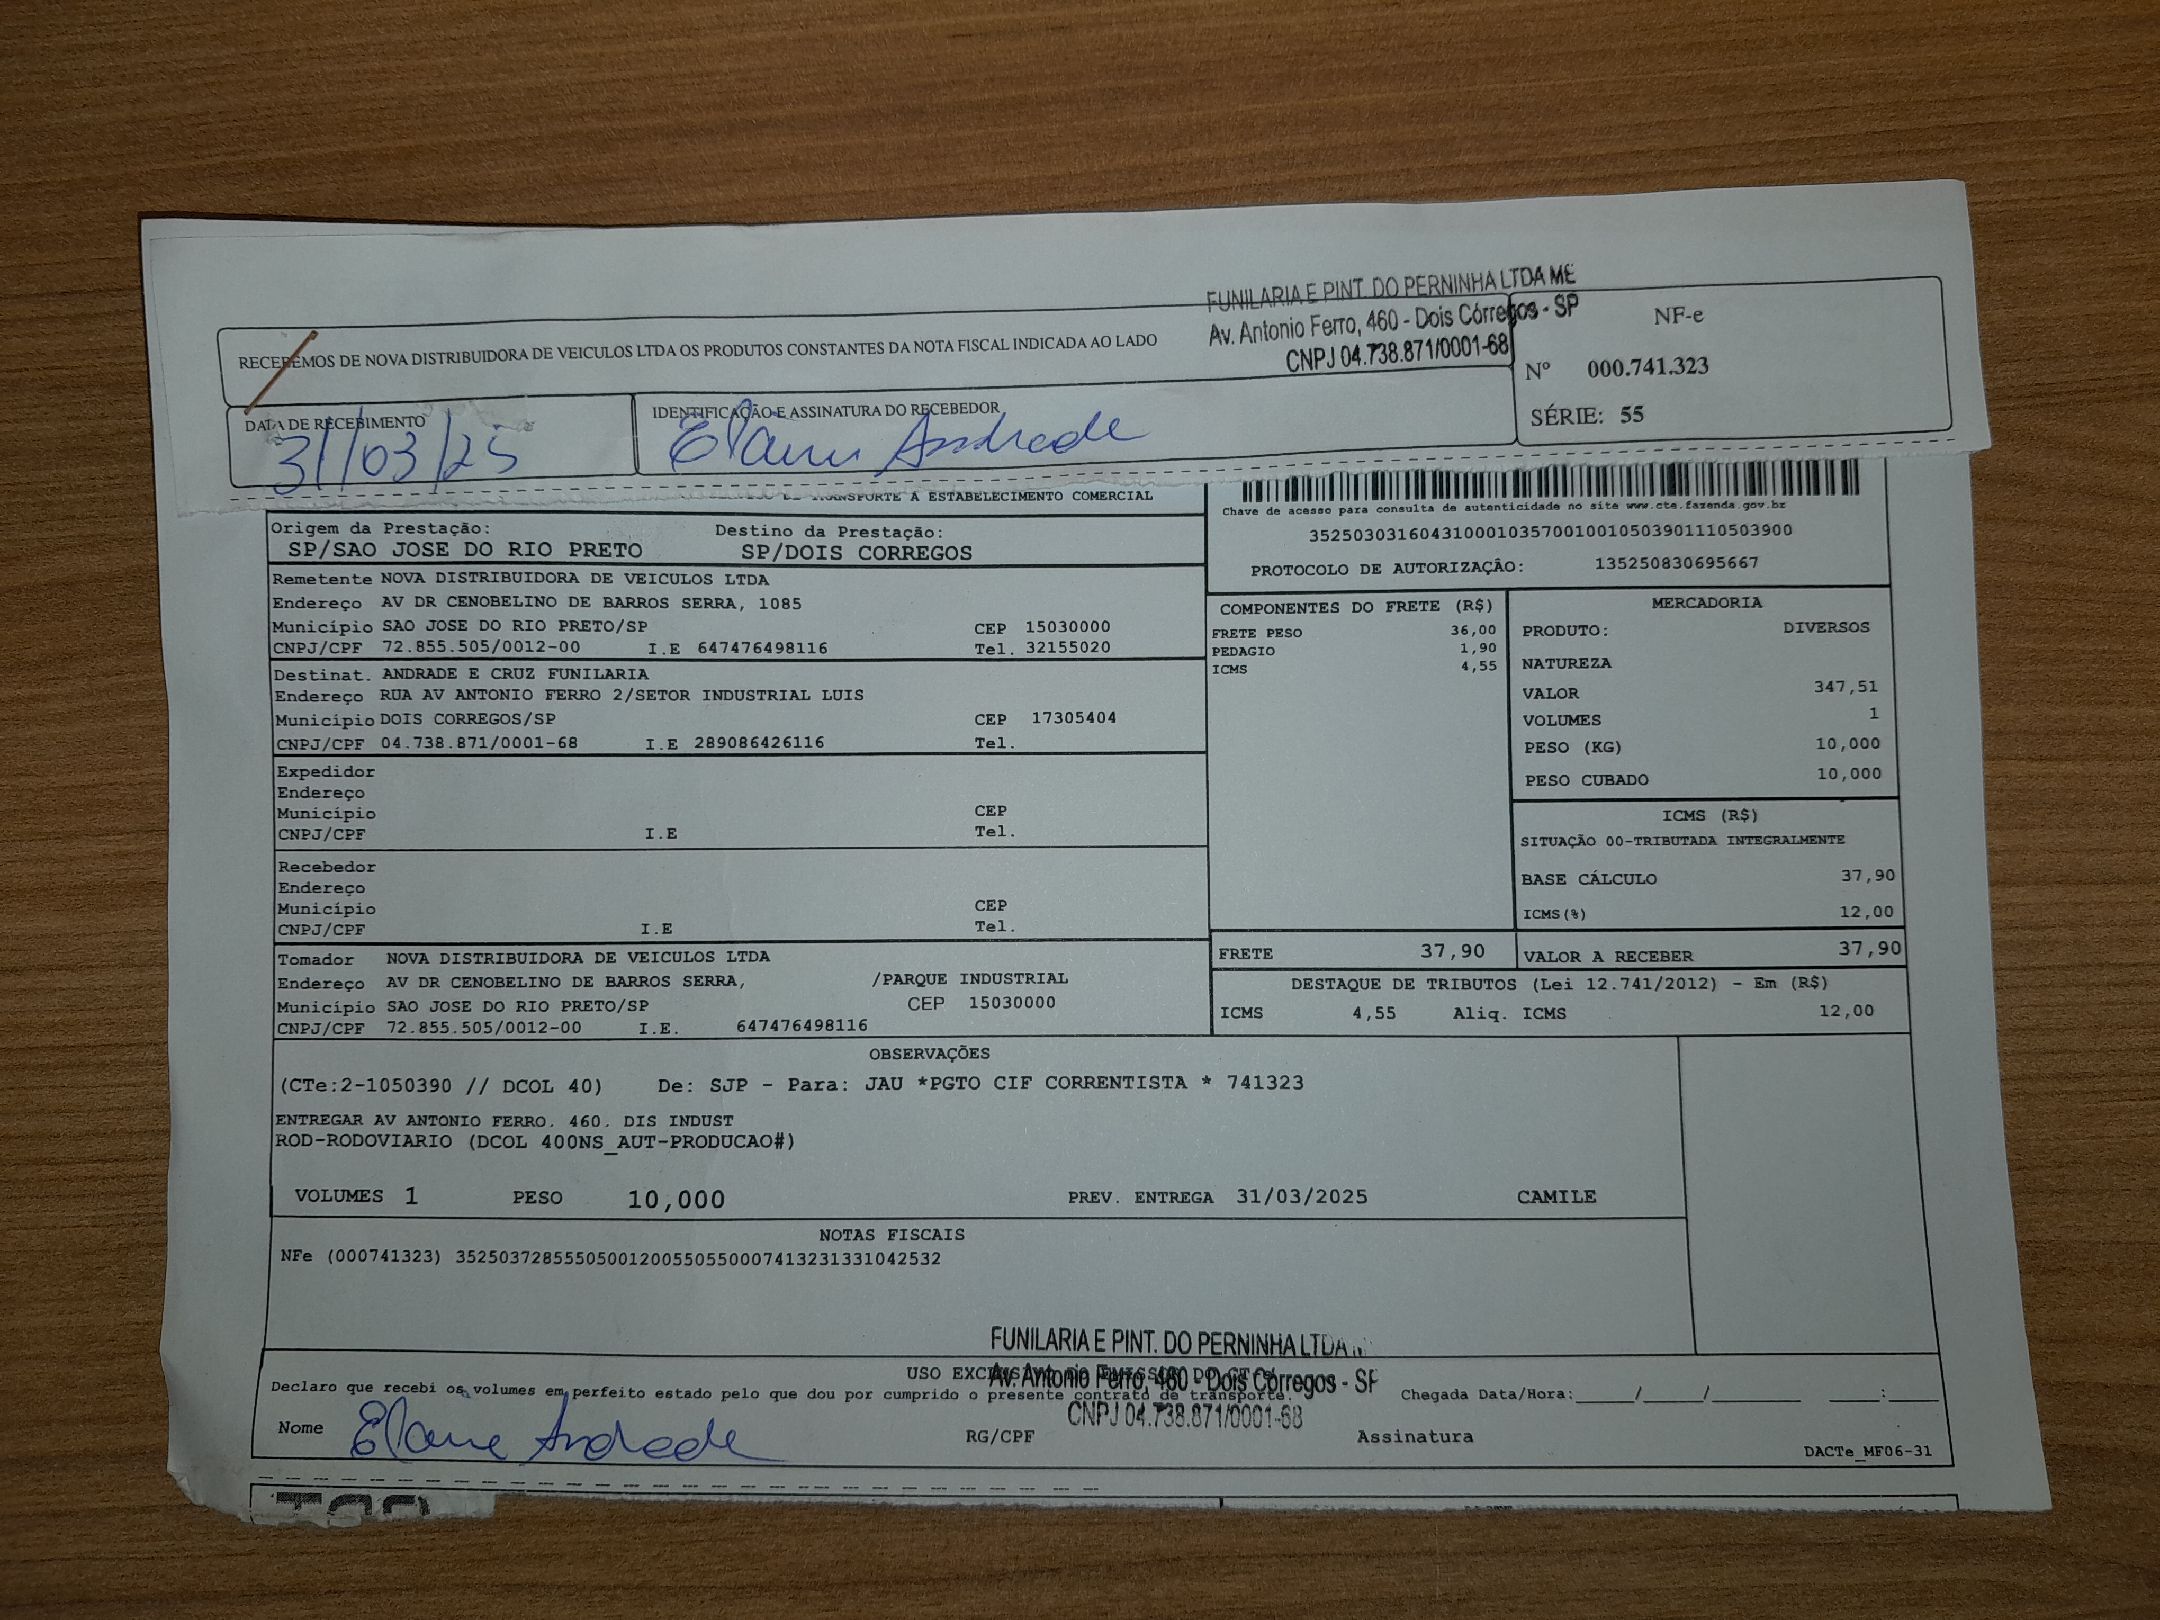 FUNILARIA E PINT. DO PERNINHA LTDA ME
Av. Antonio Ferro, 460 - Dois Córregos - SP
CNPJ 04.738.871/0001-68
RECEBEMOS DE NOVA DISTRIBUIDORA DE VEICULOS LTDA OS PRODUTOS CONSTANTES DA NOTA FISCAL INDICADA AO LADO
NF-e
Nº 000.741.323
SÉRIE: 55
DATA DE RECEBIMENTO
31/03/25
IDENTIFICAÇÃO E ASSINATURA DO RECEBEDOR
Elaine Andrade
TRANSPORTE A ESTABELECIMENTO COMERCIAL
Chave de acesso para consulta de autenticidade no site www.cte.fazenda.gov.br
35250303160431000103570010010503901110503900
PROTOCOLO DE AUTORIZAÇÃO: 135250830695667
Origem da Prestação: Destino da Prestação:
SP/SAO JOSE DO RIO PRETO SP/DOIS CORREGOS
Remetente NOVA DISTRIBUIDORA DE VEICULOS LTDA
Endereço AV DR CENOBELINO DE BARROS SERRA, 1085
Município SAO JOSE DO RIO PRETO/SP CEP 15030000
CNPJ/CPF 72.855.505/0012-00 I.E 647476498116 Tel. 32155020
Destinat. ANDRADE E CRUZ FUNILARIA
Endereço RUA AV ANTONIO FERRO 2/SETOR INDUSTRIAL LUIS
Município DOIS CORREGOS/SP CEP 17305404
CNPJ/CPF 04.738.871/0001-68 I.E 289086426116 Tel.
Expedidor
Endereço
Município CEP
CNPJ/CPF I.E Tel.
Recebedor
Endereço
Município CEP
CNPJ/CPF I.E Tel.
Tomador NOVA DISTRIBUIDORA DE VEICULOS LTDA
Endereço AV DR CENOBELINO DE BARROS SERRA, /PARQUE INDUSTRIAL
Município SAO JOSE DO RIO PRETO/SP CEP 15030000
CNPJ/CPF 72.855.505/0012-00 I.E. 647476498116
COMPONENTES DO FRETE (R$)
FRETE PESO 36,00
PEDAGIO 1,90
ICMS 4,55
MERCADORIA
PRODUTO: DIVERSOS
NATUREZA
VALOR 347,51
VOLUMES 1
PESO (KG) 10,000
PESO CUBADO 10,000
ICMS (R$)
SITUAÇÃO 00-TRIBUTADA INTEGRALMENTE
BASE CÁLCULO 37,90
ICMS(%) 12,00
FRETE 37,90
VALOR A RECEBER 37,90
DESTAQUE DE TRIBUTOS (Lei 12.741/2012) - Em (R$)
ICMS 4,55 Aliq. ICMS 12,00
OBSERVAÇÕES
(CTe:2-1050390 // DCOL 40) De: SJP - Para: JAU *PGTO CIF CORRENTISTA * 741323
ENTREGAR AV ANTONIO FERRO, 460, DIS INDUST
ROD-RODOVIARIO (DCOL 400NS_AUT-PRODUCAO#)
VOLUMES 1 PESO 10,000 PREV. ENTREGA 31/03/2025 CAMILE
NOTAS FISCAIS
NFe (000741323) 35250372855505001200550550007413231331042532
FUNILARIA E PINT. DO PERNINHA LTDA
USO EXCLUSIVO DO EMISSOR DO CT-e
Av. Antonio Ferro, 460 - Dois Córregos - SP
Declaro que recebi os volumes em perfeito estado pelo que dou por cumprido o presente contrato de transporte. Chegada Data/Hora: / / :
CNPJ 04.738.871/0001-68
Nome Elaine Andrade RG/CPF Assinatura
DACTe_MF06-31